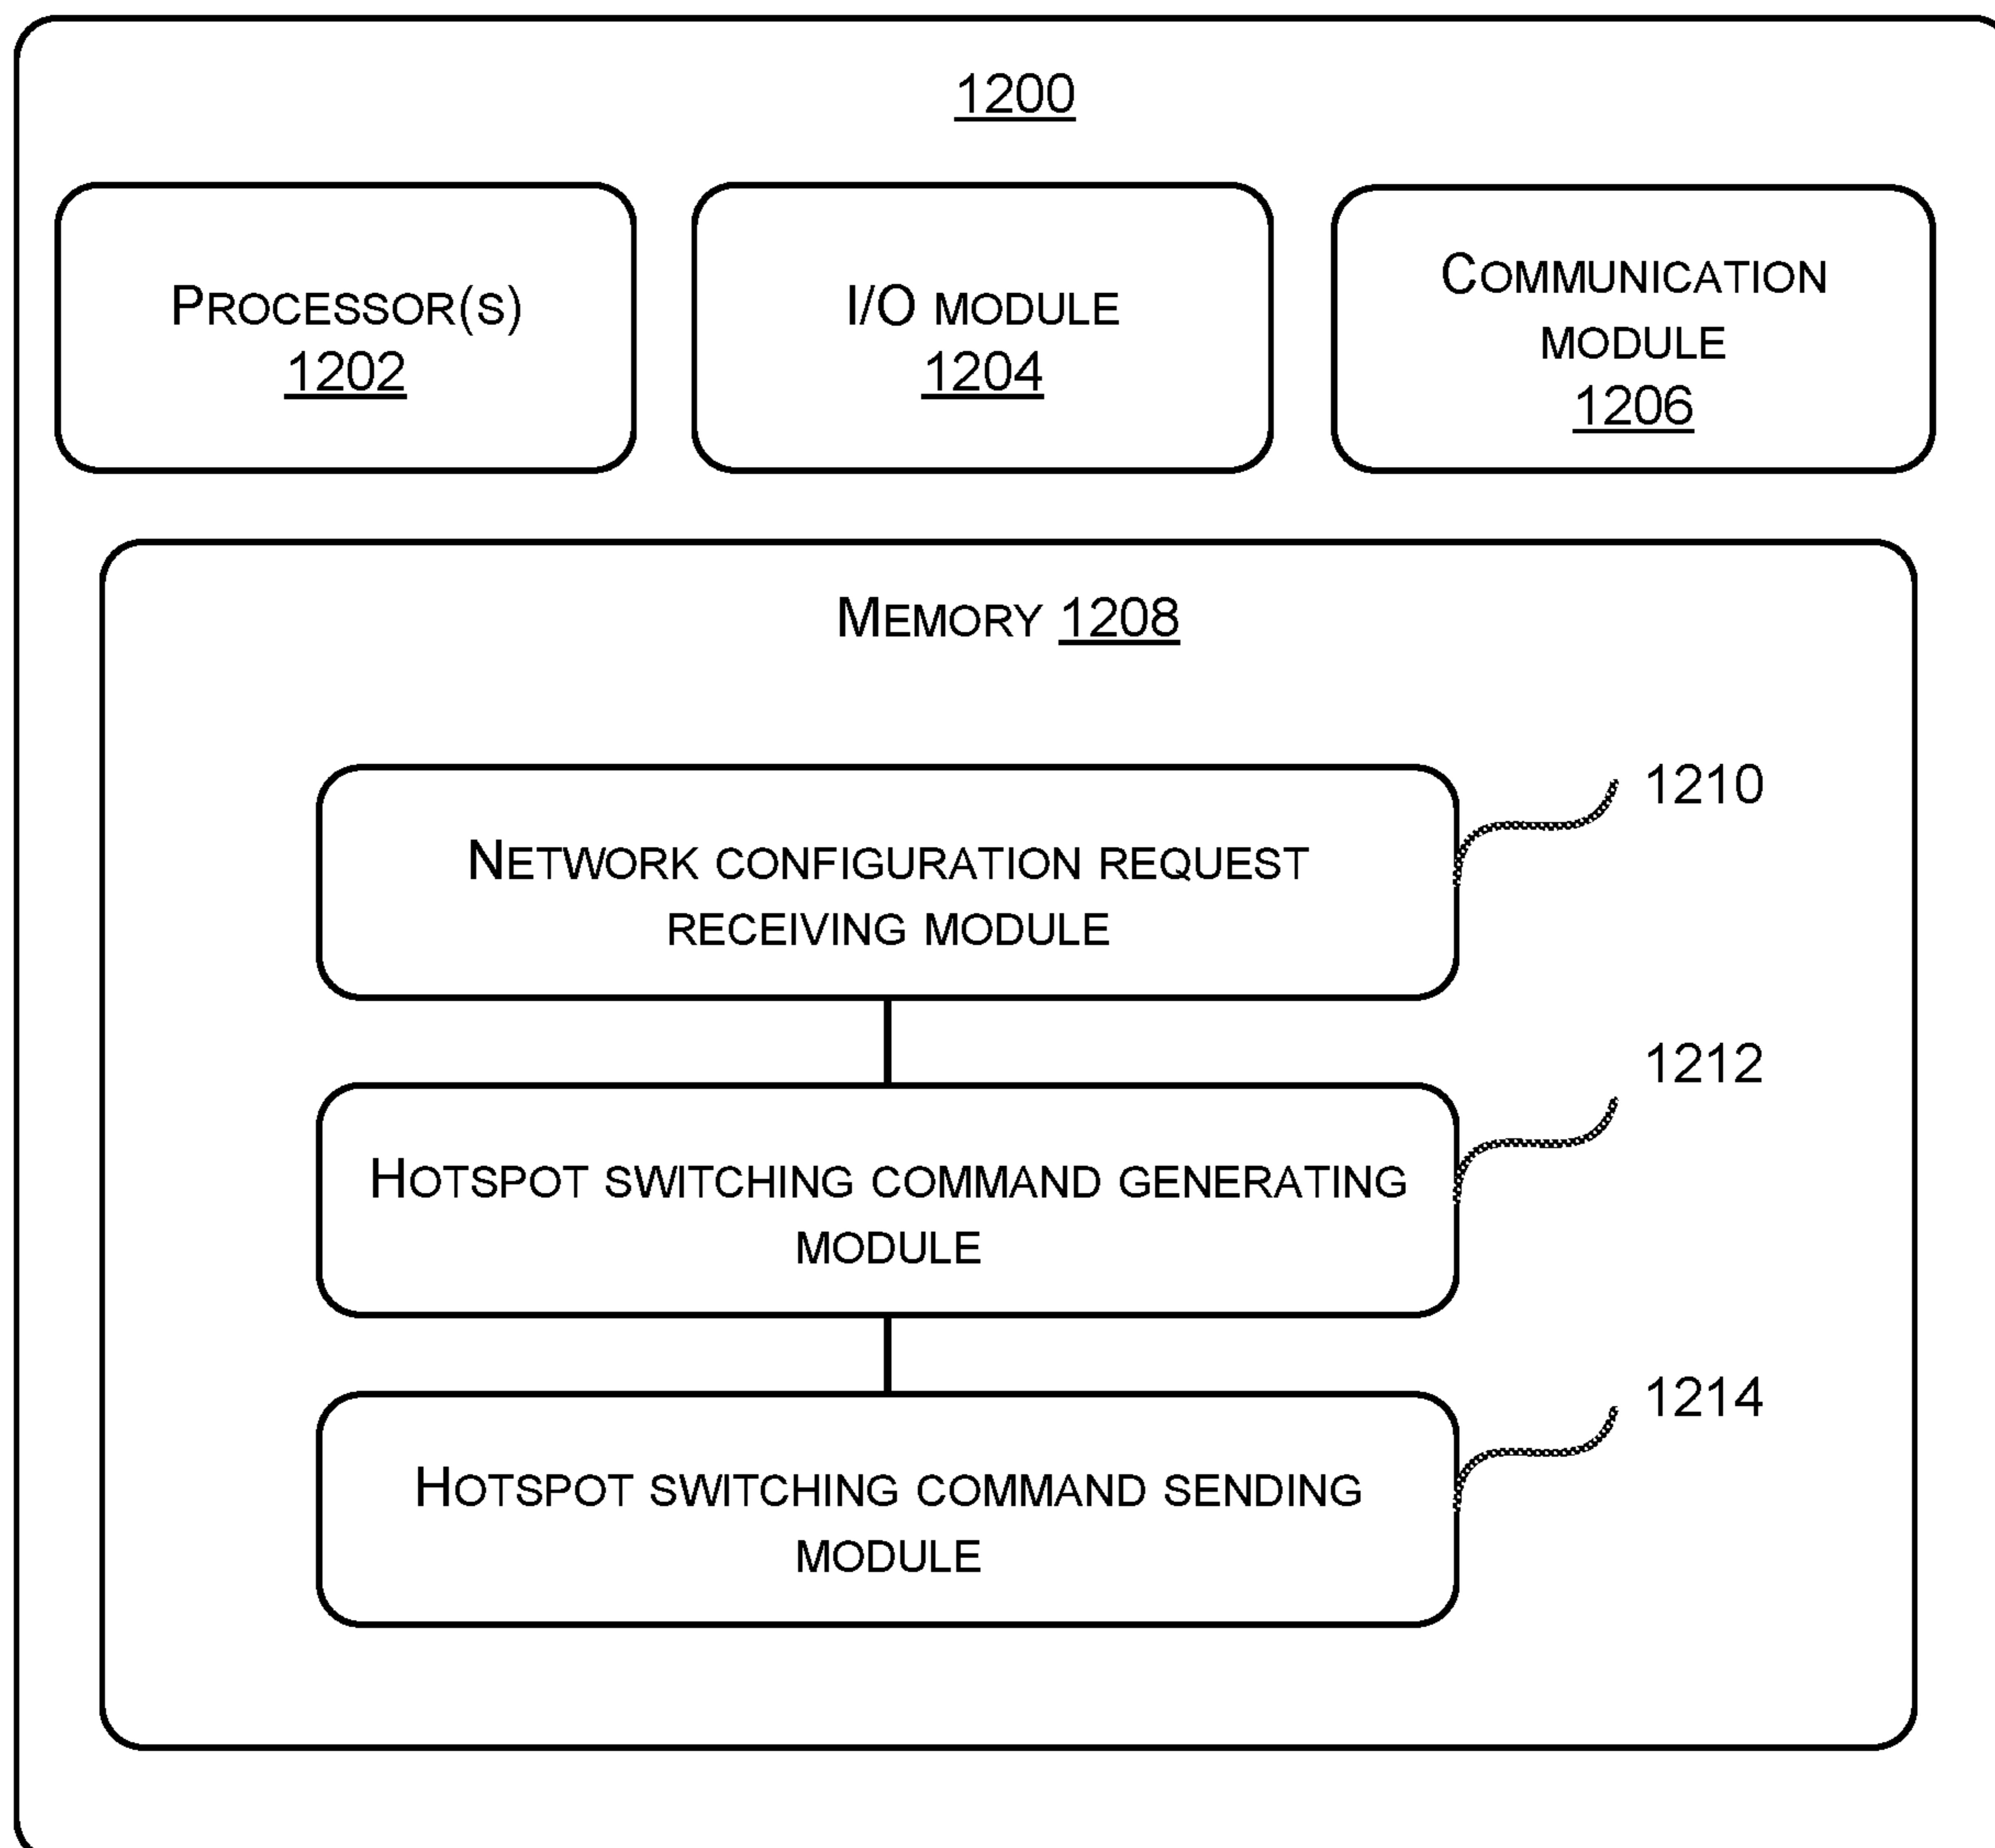 1200
PROCESSOR(S)
1202
I/O MODULE
1204
COMMUNICATION
MODULE
1206
MEMORY 1208
NETWORK CONFIGURATION REQUEST
RECEIVING MODULE
1210
HOTSPOT SWITCHING COMMAND GENERATING
MODULE
1212
HOTSPOT SWITCHING COMMAND SENDING
MODULE
1214